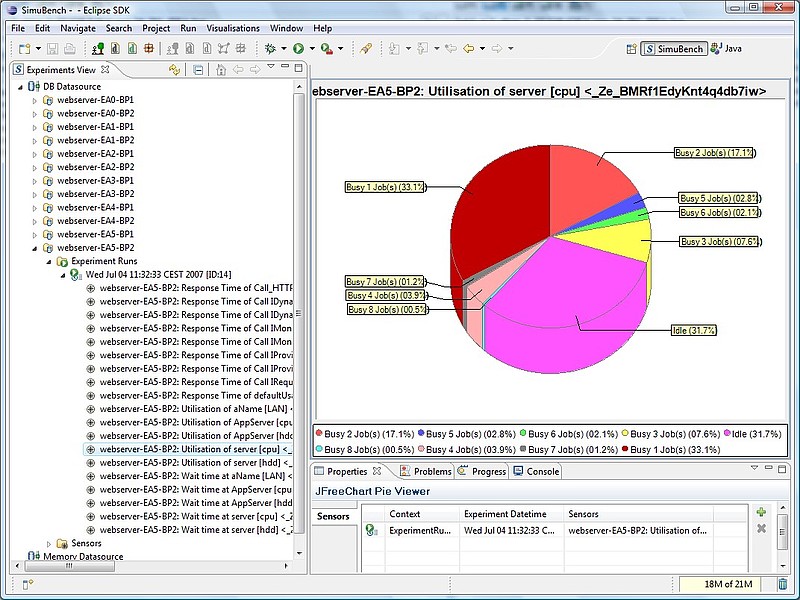 SimuBench - - Eclipse SDK
File Edit Navigate Search Project Run Visualisations Window Help
SimuBench Java
Experiments View
DB Datasource
webserver-EA0-BP1
webserver-EA0-BP2
webserver-EA1-BP1
webserver-EA1-BP2
webserver-EA2-BP1
webserver-EA2-BP2
webserver-EA3-BP1
webserver-EA3-BP2
webserver-EA4-BP1
webserver-EA4-BP2
webserver-EA5-BP1
webserver-EA5-BP2
Experiment Runs
Wed Jul 04 11:32:33 CEST 2007 [ID:14]
webserver-EA5-BP2: Response Time of Call_HTTP
webserver-EA5-BP2: Response Time of Call IDyna
webserver-EA5-BP2: Response Time of Call IDyna
webserver-EA5-BP2: Response Time of Call IMon
webserver-EA5-BP2: Response Time of Call IMon
webserver-EA5-BP2: Response Time of Call IProvi
webserver-EA5-BP2: Response Time of Call IProvi
webserver-EA5-BP2: Response Time of Call IRequ
webserver-EA5-BP2: Response Time of defaultUsa
webserver-EA5-BP2: Utilisation of aName [LAN] <
webserver-EA5-BP2: Utilisation of AppServer [cpu
webserver-EA5-BP2: Utilisation of AppServer [hdd
webserver-EA5-BP2: Utilisation of server [cpu] <_
webserver-EA5-BP2: Utilisation of server [hdd] <_
webserver-EA5-BP2: Wait time at aName [LAN] <
webserver-EA5-BP2: Wait time at AppServer [cpu
webserver-EA5-BP2: Wait time at AppServer [hdd
webserver-EA5-BP2: Wait time at server [cpu] <_Z
webserver-EA5-BP2: Wait time at server [hdd] <_
Sensors
Memory Datasource
ebserver-EA5-BP2: Utilisation of server [cpu] <_Ze_BMRf1EdyKnt4q4db7iw>
Busy 2 Job(s) (17.1%)
Busy 1 Job(s) (33.1%)
Busy 5 Job(s) (02.8%)
Busy 6 Job(s) (02.1%)
Busy 3 Job(s) (07.6%)
Busy 7 Job(s) (01.2%)
Busy 4 Job(s) (03.9%)
Busy 8 Job(s) (00.5%)
Idle (31.7%)
Busy 2 Job(s) (17.1%) Busy 5 Job(s) (02.8%) Busy 6 Job(s) (02.1%) Busy 3 Job(s) (07.6%) Idle (31.7%)
Busy 8 Job(s) (00.5%) Busy 4 Job(s) (03.9%) Busy 7 Job(s) (01.2%) Busy 1 Job(s) (33.1%)
Properties Problems Progress Console
JFreeChart Pie Viewer
Sensors
Context Experiment Datetime Sensors
ExperimentRu... Wed Jul 04 11:32:33 C... webserver-EA5-BP2: Utilisation of...
18M of 21M